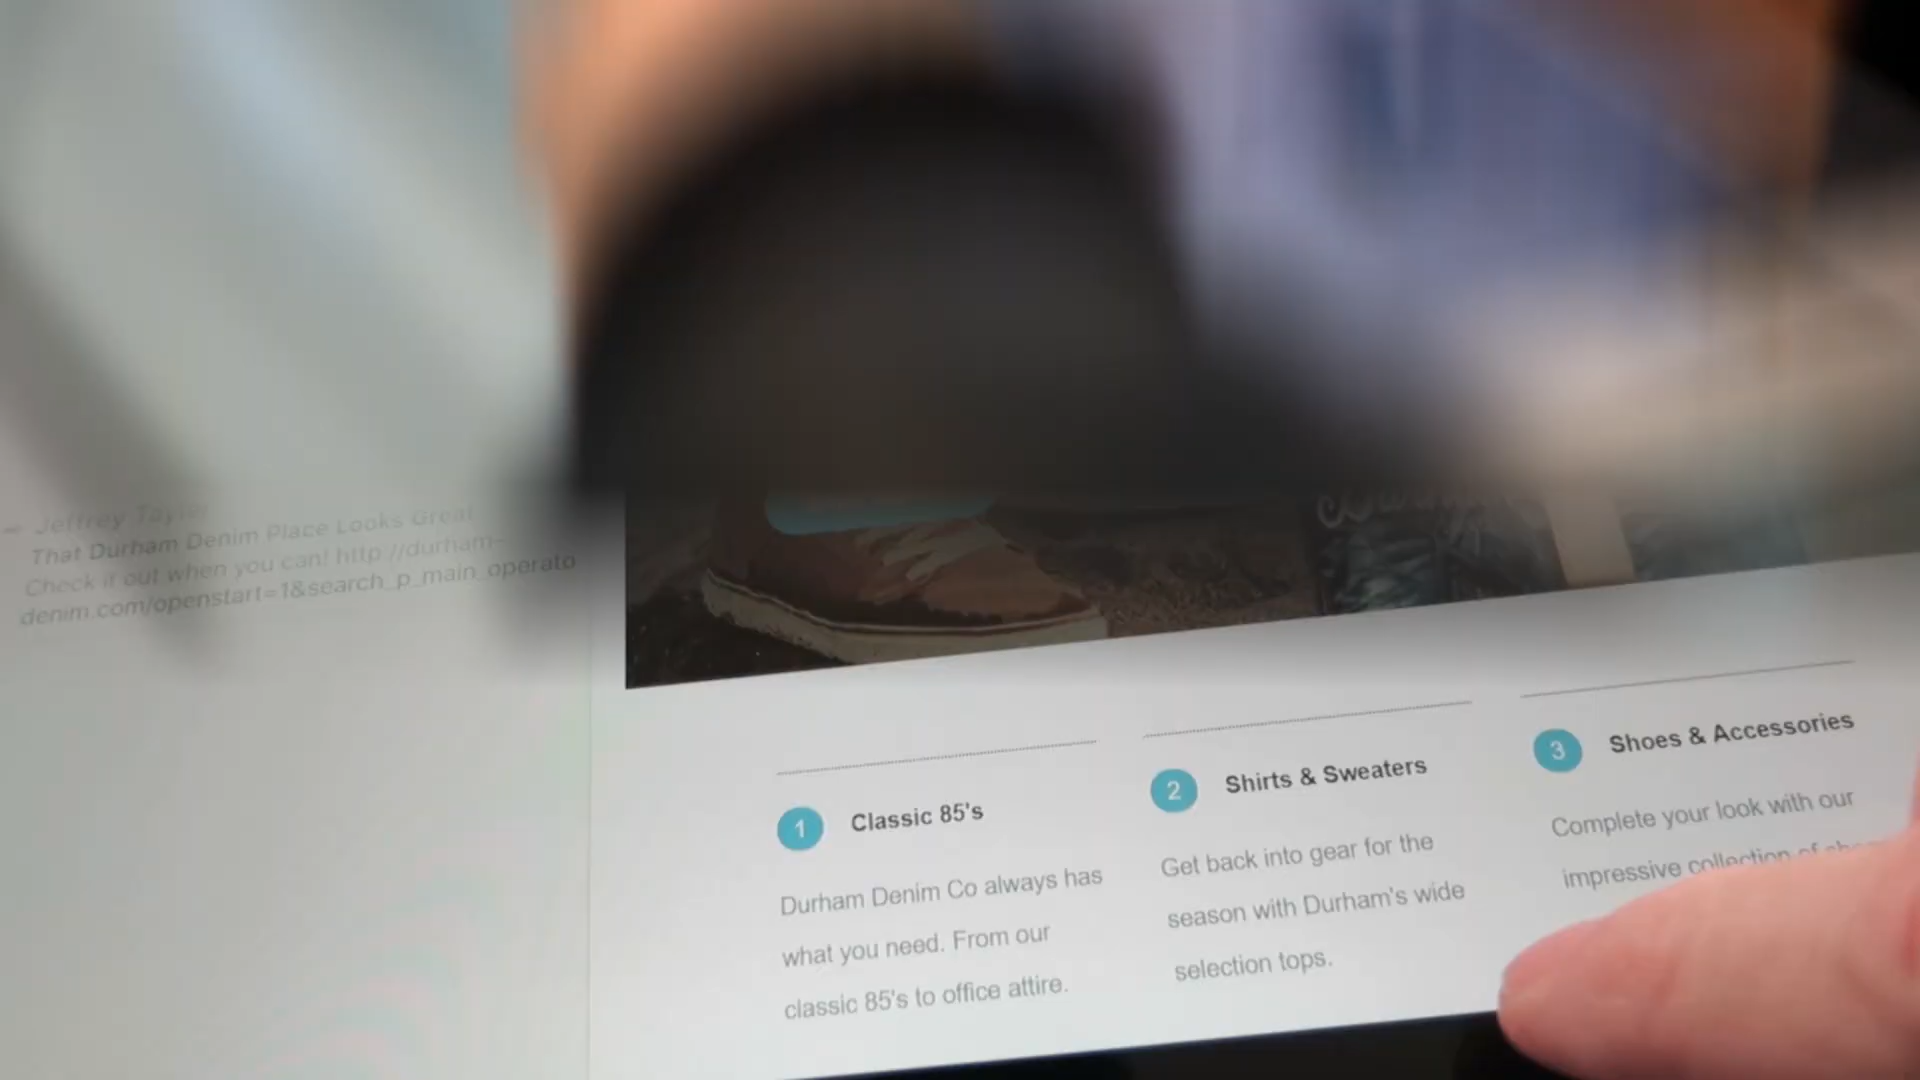 – Jeffrey Taylor
That Durham Denim Place Looks Great
Check it out when you can! http //durham-
denim.com/openstart=1&search_p_main_operato
1 Classic 85's
Durham Denim Co always has
what you need. From our
classic 85's to office attire.
2 Shirts & Sweaters
Get back into gear for the
season with Durham's wide
selection tops.
3 Shoes & Accessories
Complete your look with our
impressive collection of